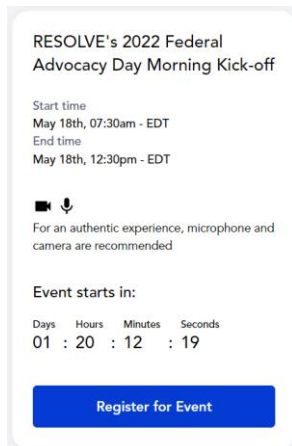 RESOLVE's 2022 Federal
Advocacy Day Morning Kick-off
Start time
May 18th, 07:30am - EDT
End time
May 18th, 12:30pm - EDT
For an authentic experience, microphone and
camera are recommended
Event starts in:
Days Hours Minutes Seconds
01 : 20 : 12 : 19
Register for Event